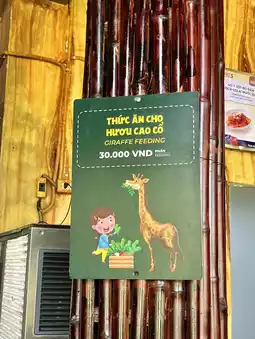 THỨC ĂN CHO
HƯƠU CAO CỔ
GIRAFFE FEEDING
30.000 VND